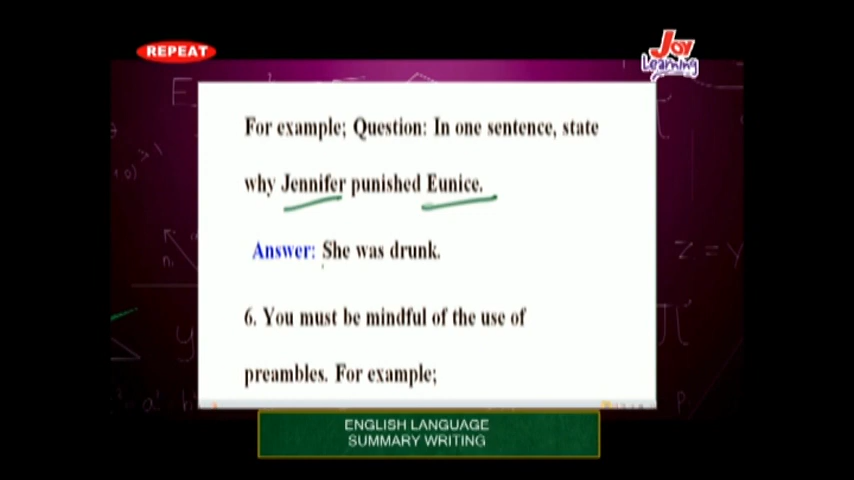 REPEAT
Joy
Learning
For example; Question: In one sentence, state
why Jennifer punished Eunice.
Answer: She was drunk.
6. You must be mindful of the use of
preambles. For example;
ENGLISH LANGUAGE
SUMMARY WRITING